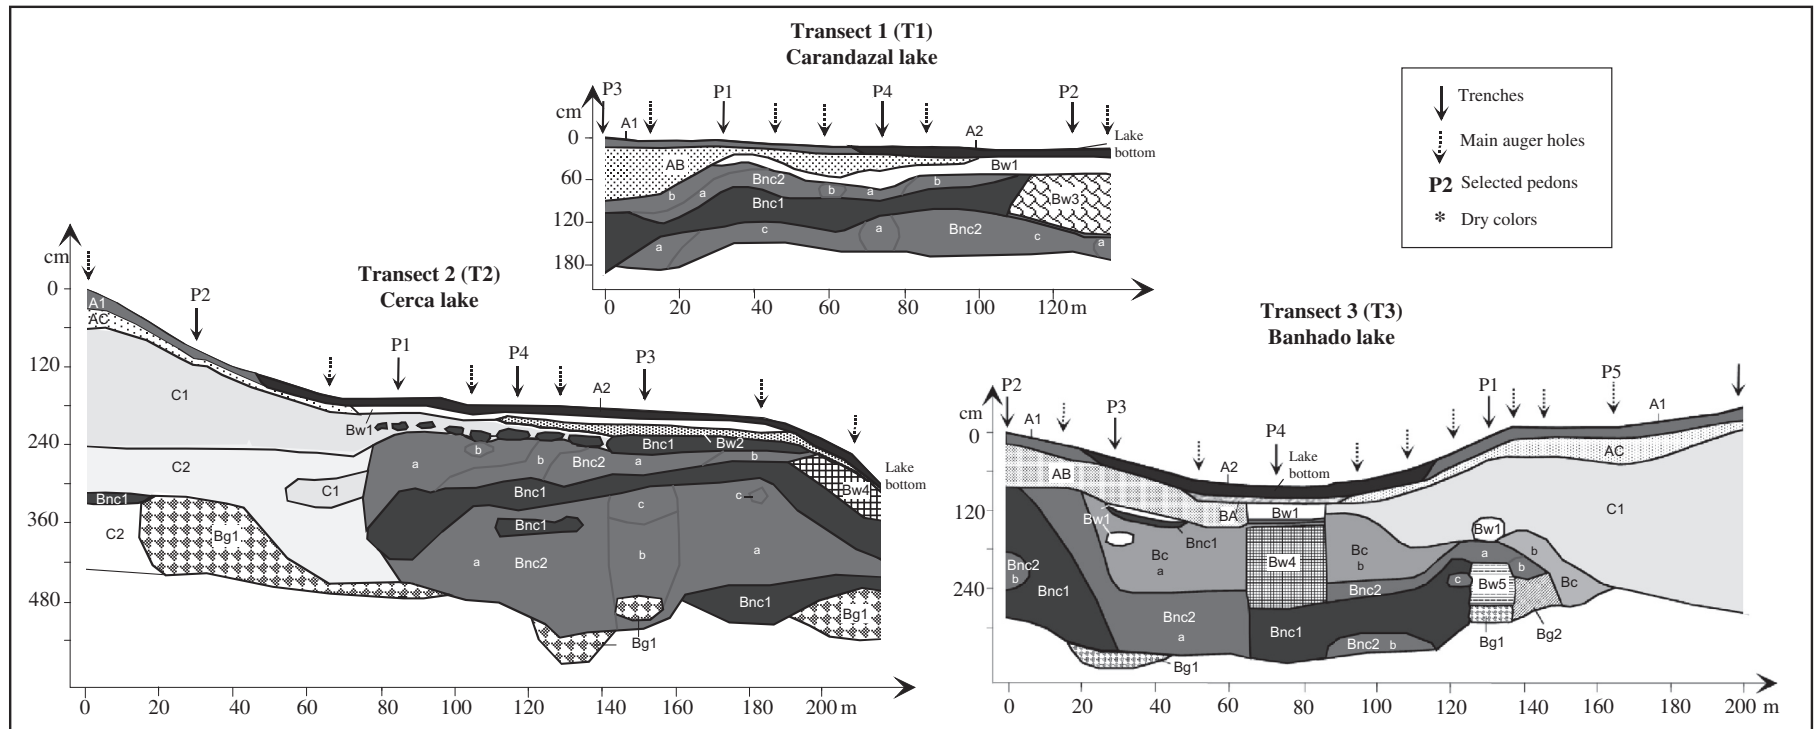 Transect 1 (T1)
Carandazal lake
P3
P1
P4
P2
cm
A1
A2
Lake
bottom
0
AB
Bw1
60
Bnc2
b
a
b
a
b
Bw3
Bnc1
120
c
a
Bnc2
c
a
a
180
0 20 40 60 80 100 120 m
Trenches
Main auger holes
P2 Selected pedons
* Dry colors
Transect 2 (T2)
Cerca lake
cm
0
P2
A1
AC
P1
P4
P3
120
A2
C1
Bw1
240
Bnc1
Bw2
b
a
b
Bnc2
a
b
C2
Lake
bottom
C1
Bnc1
Bw4
Bnc1
c
c
360
Bnc1
C2
Bg1
a
Bnc2
b
a
480
Bnc1
Bg1
Bg1
0 20 40 60 80 100 120 140 160 180 200 m
Transect 3 (T3)
Banhado lake
P2
P1
P5
cm
A1
P3
A1
0
P4
AC
A2
Lake
bottom
AB
120
Bw1
BA
Bw1
C1
Bw1
Bnc1
Bc
a
Bc
b
a
b
Bnc2
b
Bw4
b
Bnc1
c
Bw5
Bc
240
Bnc2
Bnc2
a
Bnc1
Bg2
Bnc2 b
Bg1
Bg1
0 20 40 60 80 100 120 140 160 180 200 m